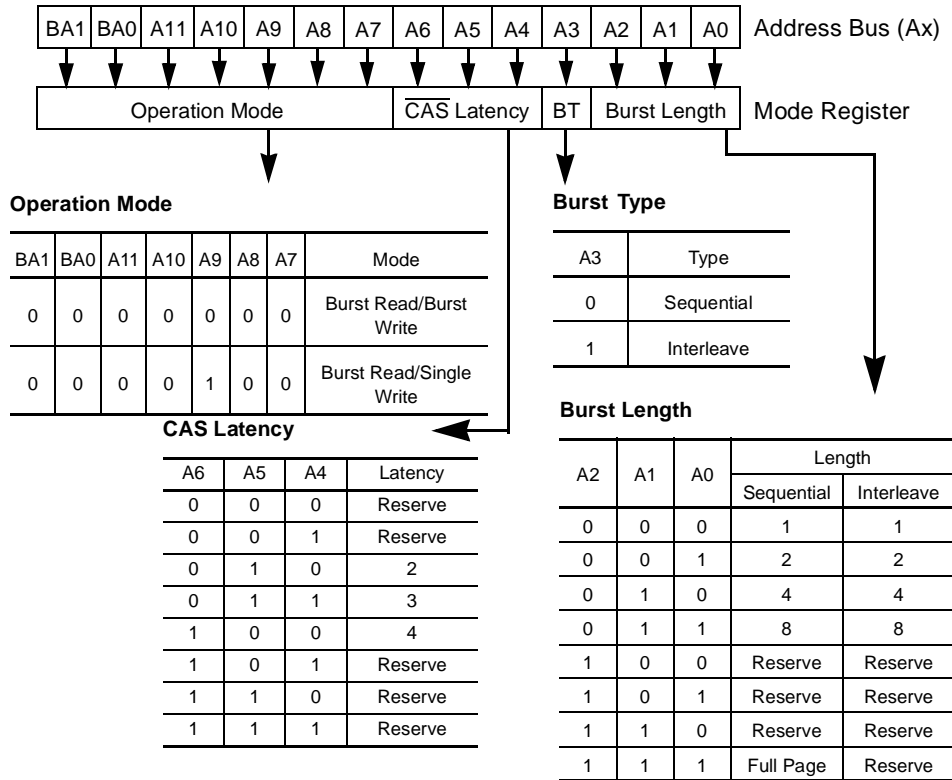 BA1 BA0 A11 A10 A9 A8 A7 A6 A5 A4 A3 A2 A1 A0 Address Bus (Ax)
Operation Mode CAS Latency BT Burst Length Mode Register
Operation Mode
BA1 BA0 A11 A10 A9 A8 A7 Mode
0 0 0 0 0 0 0 Burst Read/Burst
Write
0 0 0 0 1 0 0 Burst Read/Single
Write
Burst Type
A3 Type
0 Sequential
1 Interleave
CAS Latency
A6 A5 A4 Latency
0 0 0 Reserve
0 0 1 Reserve
0 1 0 2
0 1 1 3
1 0 0 4
1 0 1 Reserve
1 1 0 Reserve
1 1 1 Reserve
Burst Length
A2 A1 A0 Length
Sequential Interleave
0 0 0 1 1
0 0 1 2 2
0 1 0 4 4
0 1 1 8 8
1 0 0 Reserve Reserve
1 0 1 Reserve Reserve
1 1 0 Reserve Reserve
1 1 1 Full Page Reserve